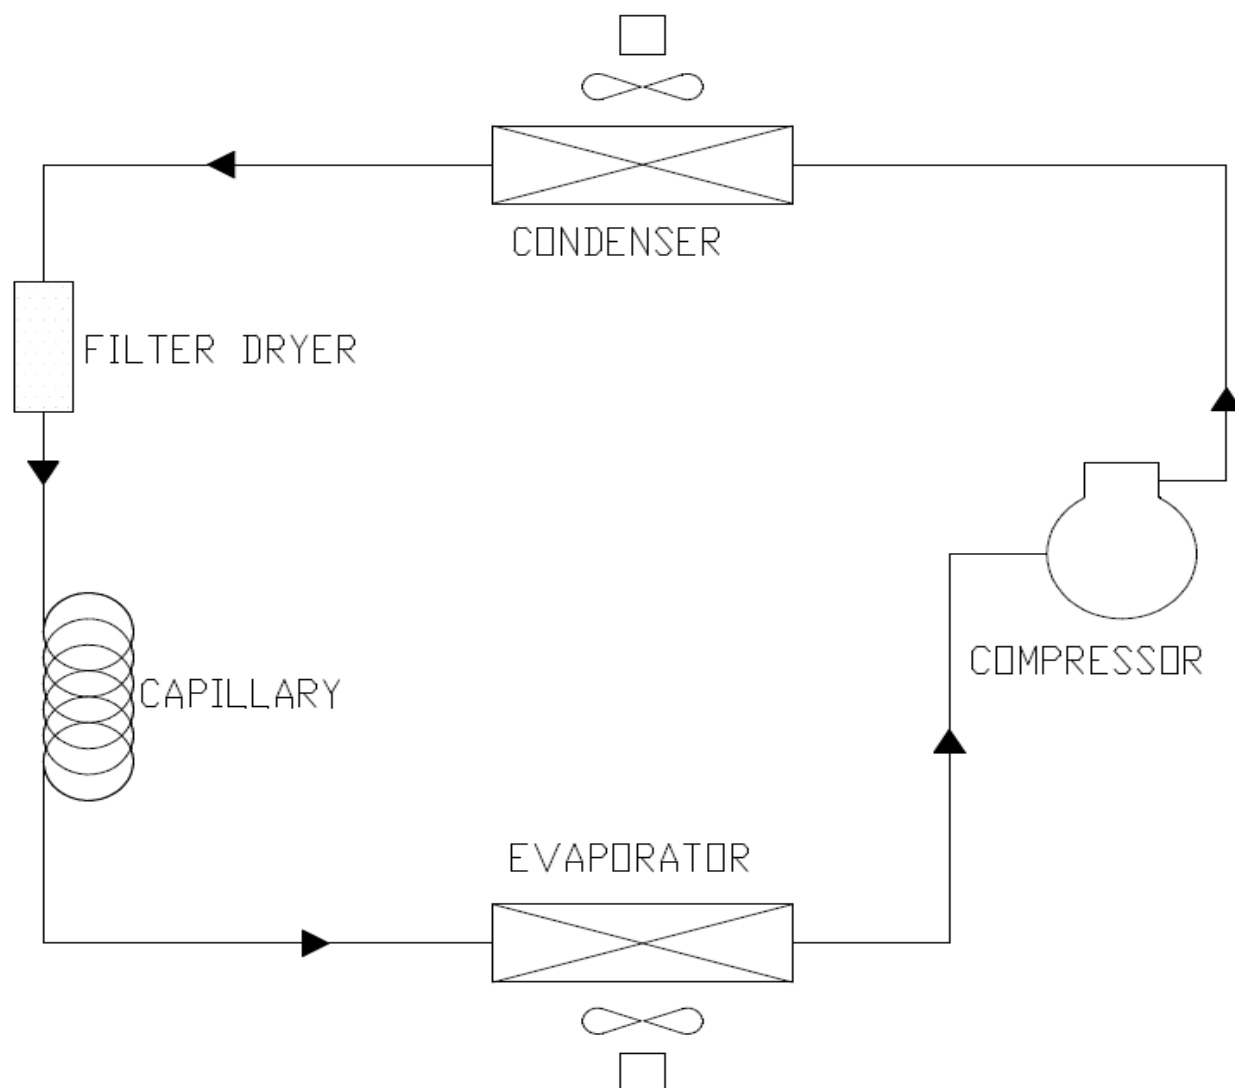 CONDENSER
FILTER DRYER
COMPRESSOR
CAPILLARY
EVAPORATOR